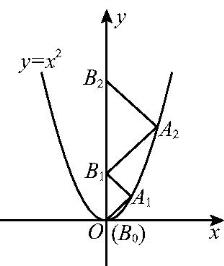 y
y=x²
B₂
A₂
B₁
A₁
O (B₀) x